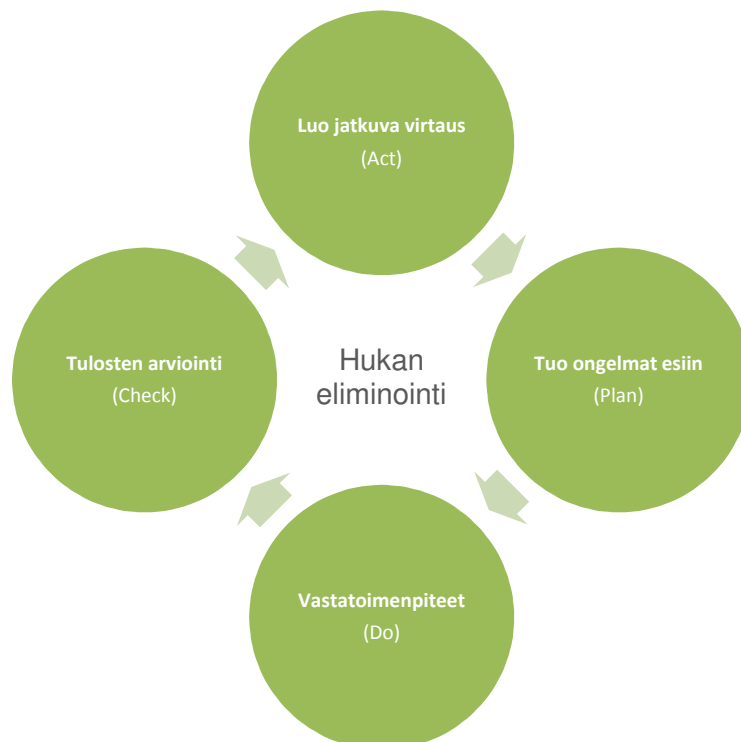 Luo jatkuva virtaus
(Act)
Tulosten arviointi
(Check)
Hukan
eliminointi
Tuo ongelmat esiin
(Plan)
Vastatoimenpiteet
(Do)